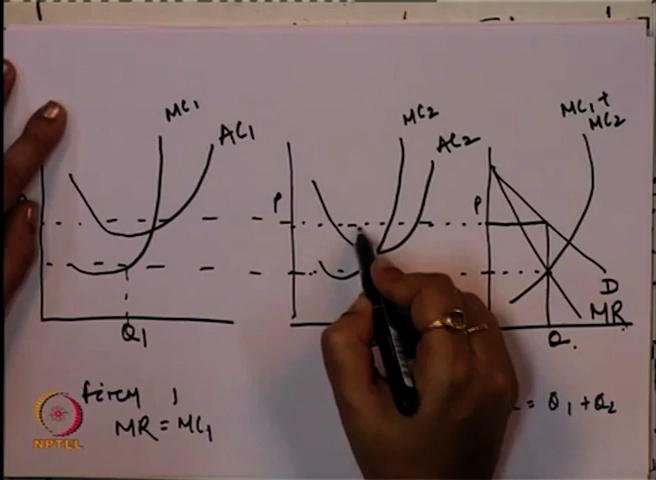 MC1
AC1
Q1
firm 1
MR = MC1
MC2
AC2
P
MC1+
MC2
P
D
MR
Q.
= Q1 + Q2
NPTEL